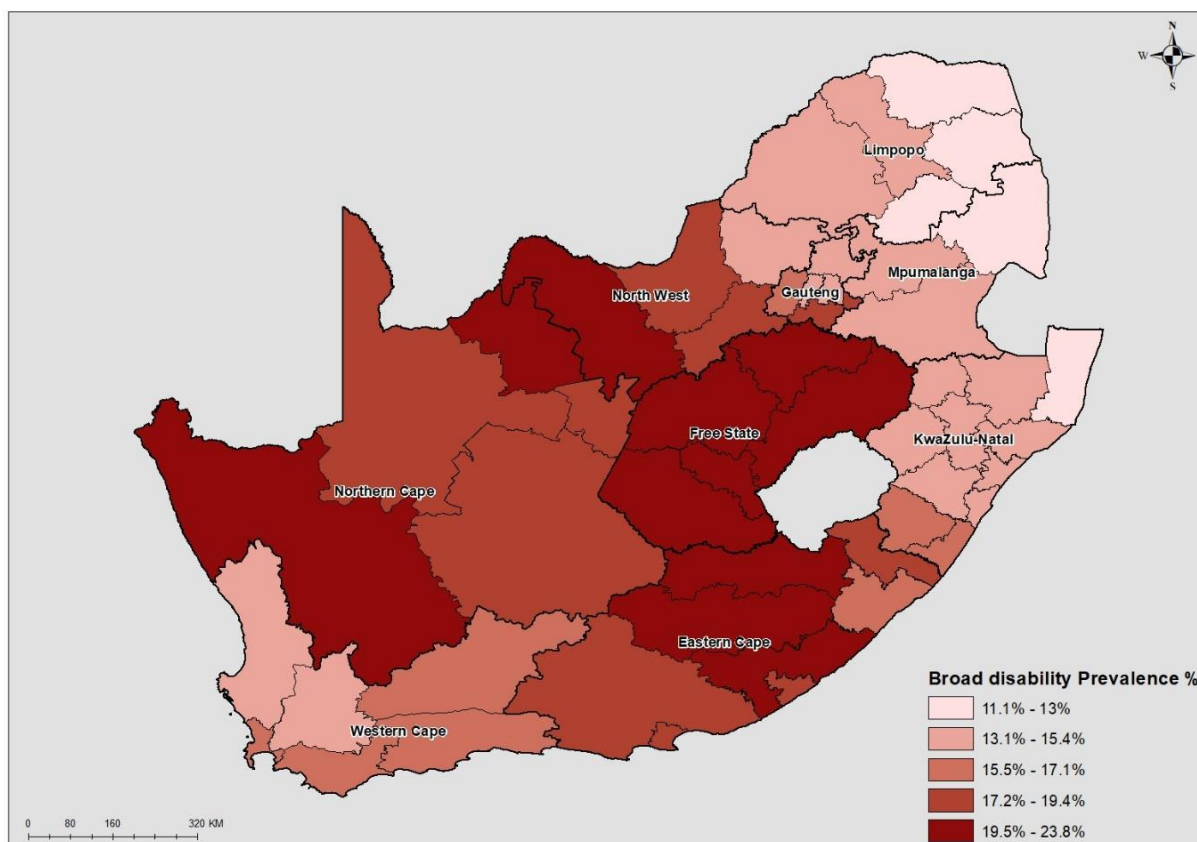 N
W
S
Limpopo
Mpumalanga
Gauteng
North West
Free State
KwaZulu-Natal
Northern Cape
Eastern Cape
Western Cape
Broad disability Prevalence %
11.1% - 13%
13.1% - 15.4%
15.5% - 17.1%
17.2% - 19.4%
19.5% - 23.8%
0 80 160 320 KM